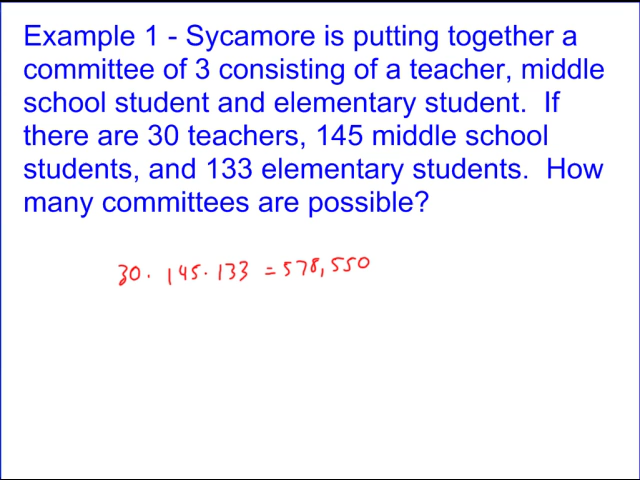 Example 1 - Sycamore is putting together a
committee of 3 consisting of a teacher, middle
school student and elementary student.  If
there are 30 teachers, 145 middle school
students, and 133 elementary students.  How
many committees are possible?
30 · 145 · 133 = 578,550